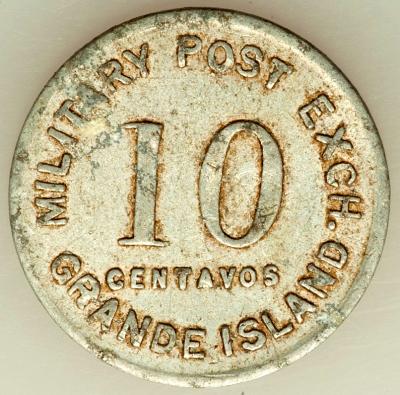 MILITARY POST EXCH.
10
CENTAVOS
GRANDE ISLAND